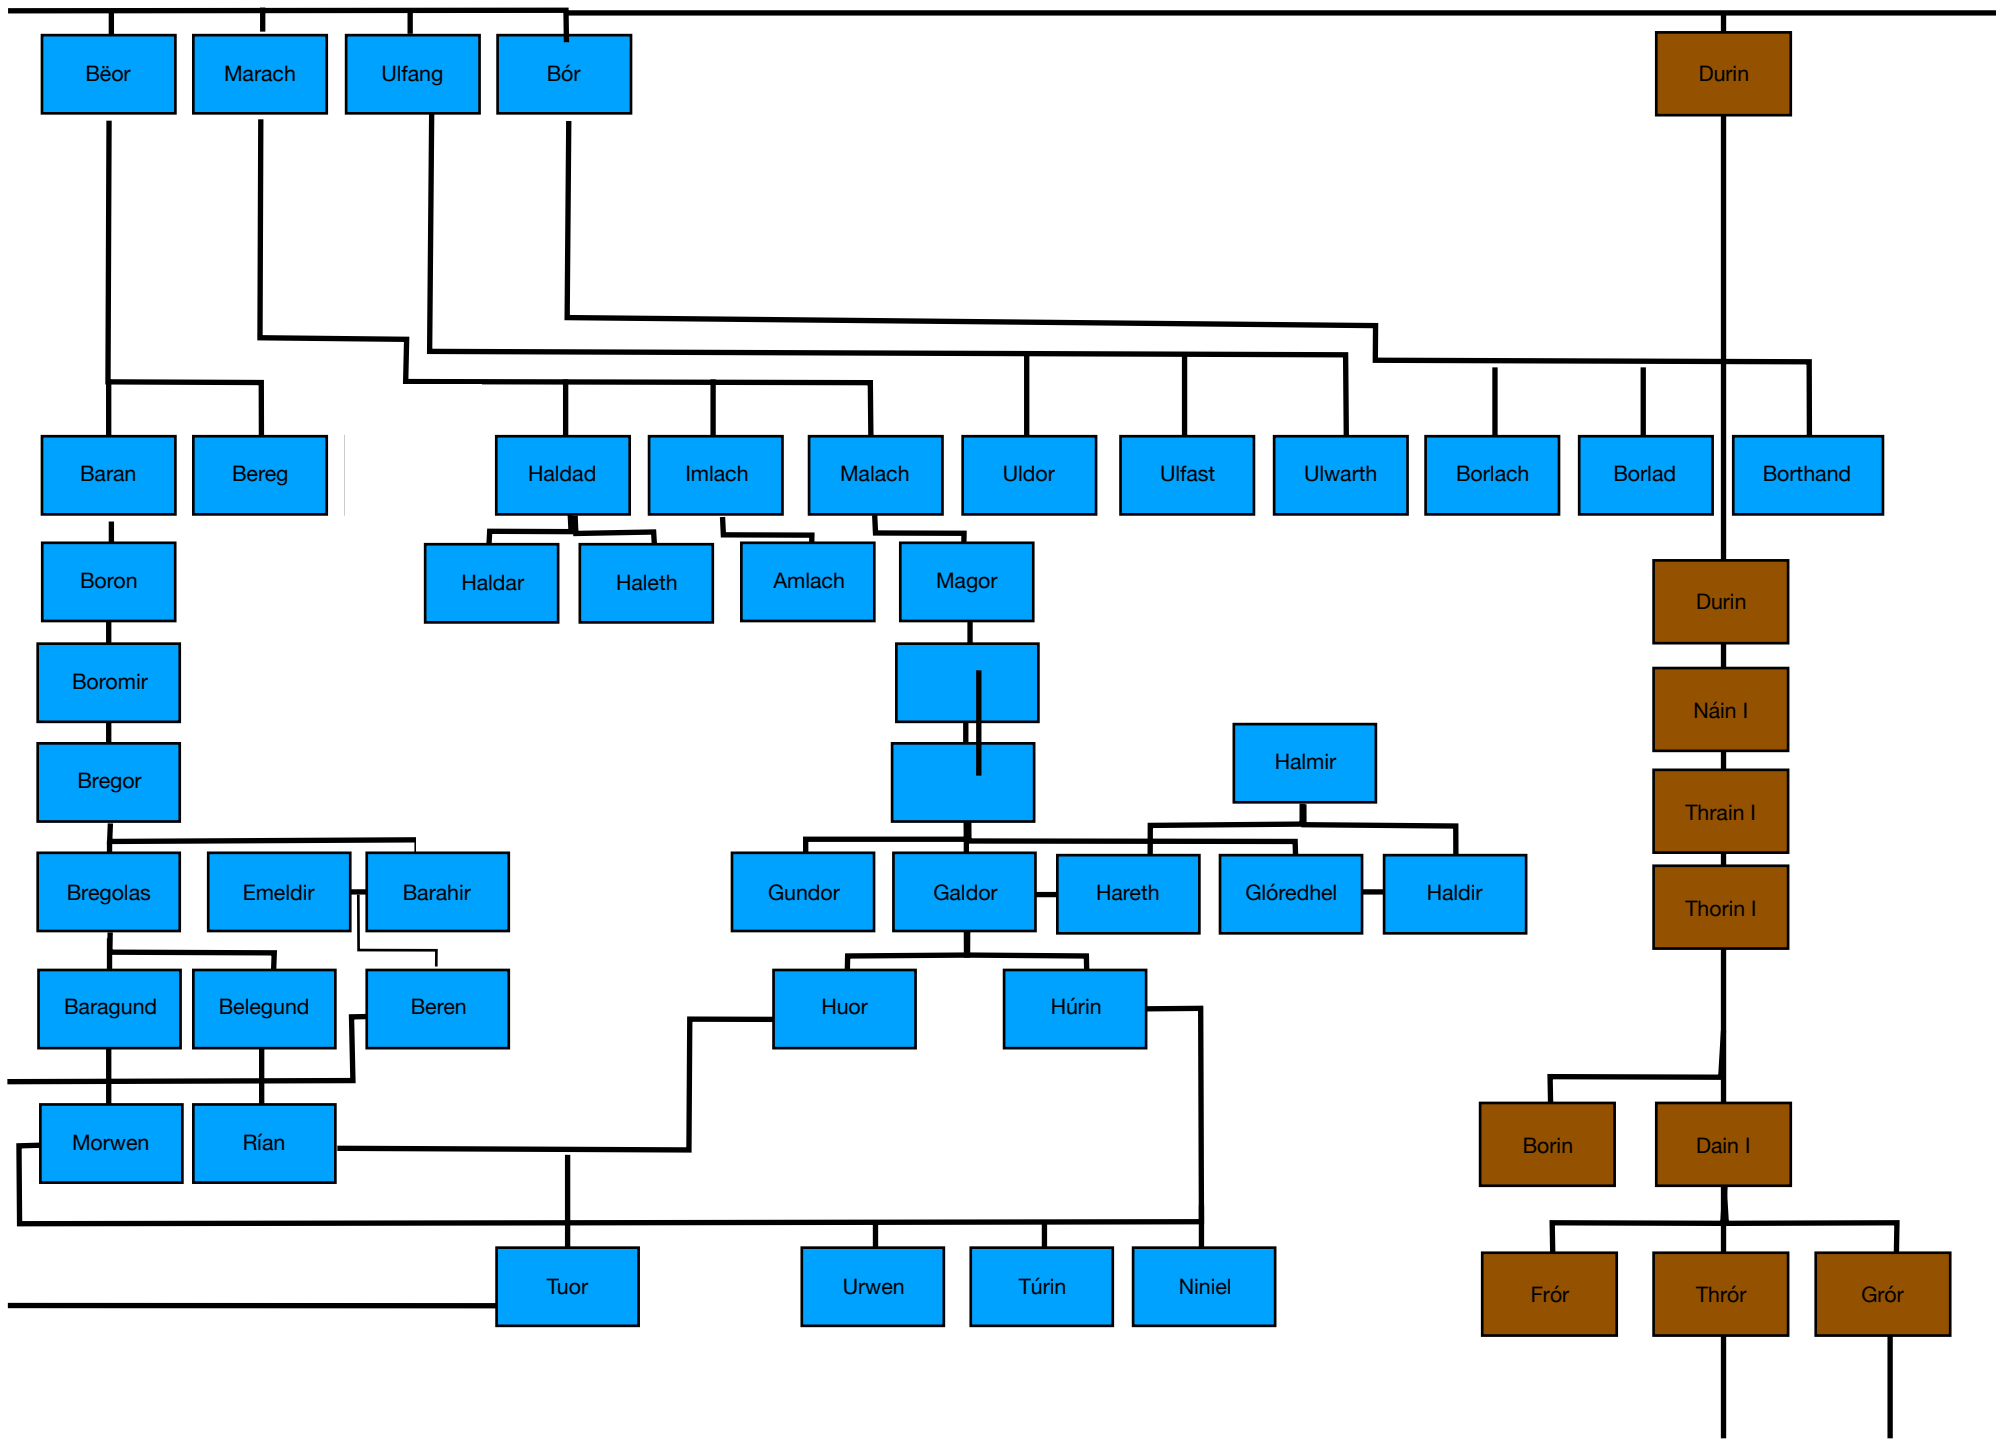 Bëor
Marach
Ulfang
Bór
Durin
Baran
Bereg
Haldad
Imlach
Malach
Uldor
Ulfast
Ulwarth
Borlach
Borlad
Borthand
Boron
Haldar
Haleth
Amlach
Magor
Durin
Boromir
Náin I
Bregor
Halmir
Thrain I
Bregolas
Emeldir
Barahir
Gundor
Galdor
Hareth
Glóredhel
Haldir
Thorin I
Baragund
Belegund
Beren
Huor
Húrin
Morwen
Rían
Borin
Dain I
Tuor
Urwen
Túrin
Niniel
Frór
Thrór
Grór